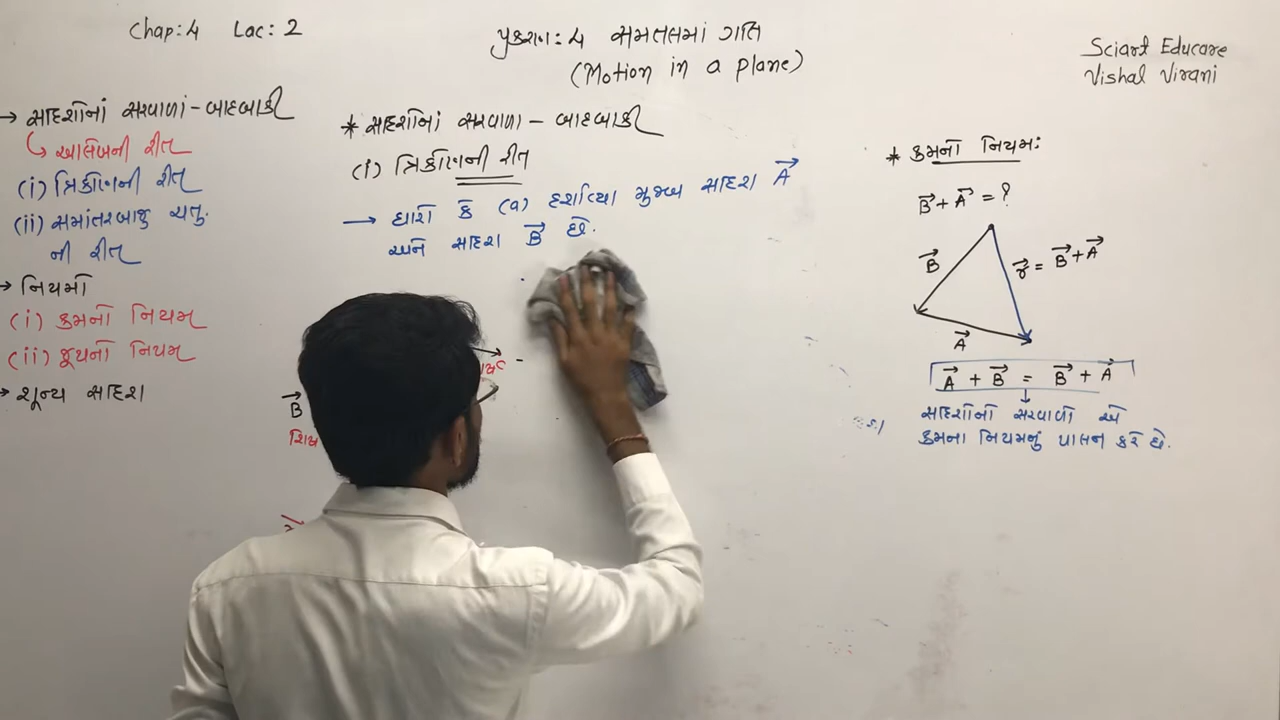 Chap: 4 Lac: 2
પ્રકરણ: 4 સમતલમાં ગતિ
(Motion in a plane)
Sciart Educare
Vishal Virani
→ સદિશોનાં સરવાળાં - બાદબાકી
↳ આલેખની રીત
(i) ત્રિકોણની રીત
(ii) સમાંતરબાજુ ચતુ.
ની રીત
→ નિયમો
(i) ક્રમનો નિયમ
(ii) જૂથનો નિયમ
→ શૂન્ય સદિશ
* સદિશોનાં સરવાળા - બાદબાકી
(i) ત્રિકોણની રીત
→ ધારો કે (a) દર્શાવ્યા મુજબ સદિશ A⃗
અને સદિશ B⃗ છે.
B⃗
* ક્રમનો નિયમ:
B⃗ + A⃗ = ?
B⃗
r⃗ = B⃗ + A⃗
A⃗
A⃗ + B⃗ = B⃗ + A⃗
↓
સદિશોનો સરવાળો એ
ક્રમના નિયમનું પાલન કરે છે.